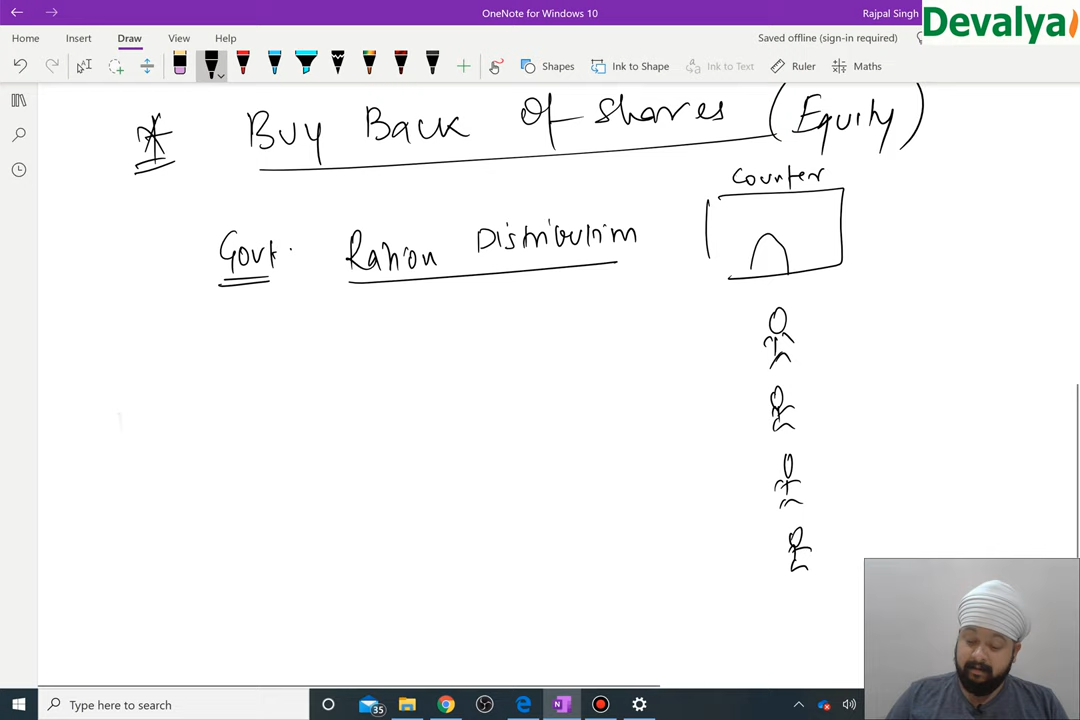 OneNote for Windows 10
Rajpal Singh
Devalya
Home Insert Draw View Help
Saved offline (sign-in required)
Shapes Ink to Shape Ink to Text Ruler Maths
Buy Back Of Shares (Equity)
Counter
Govt. Ration Distribution
Type here to search
35